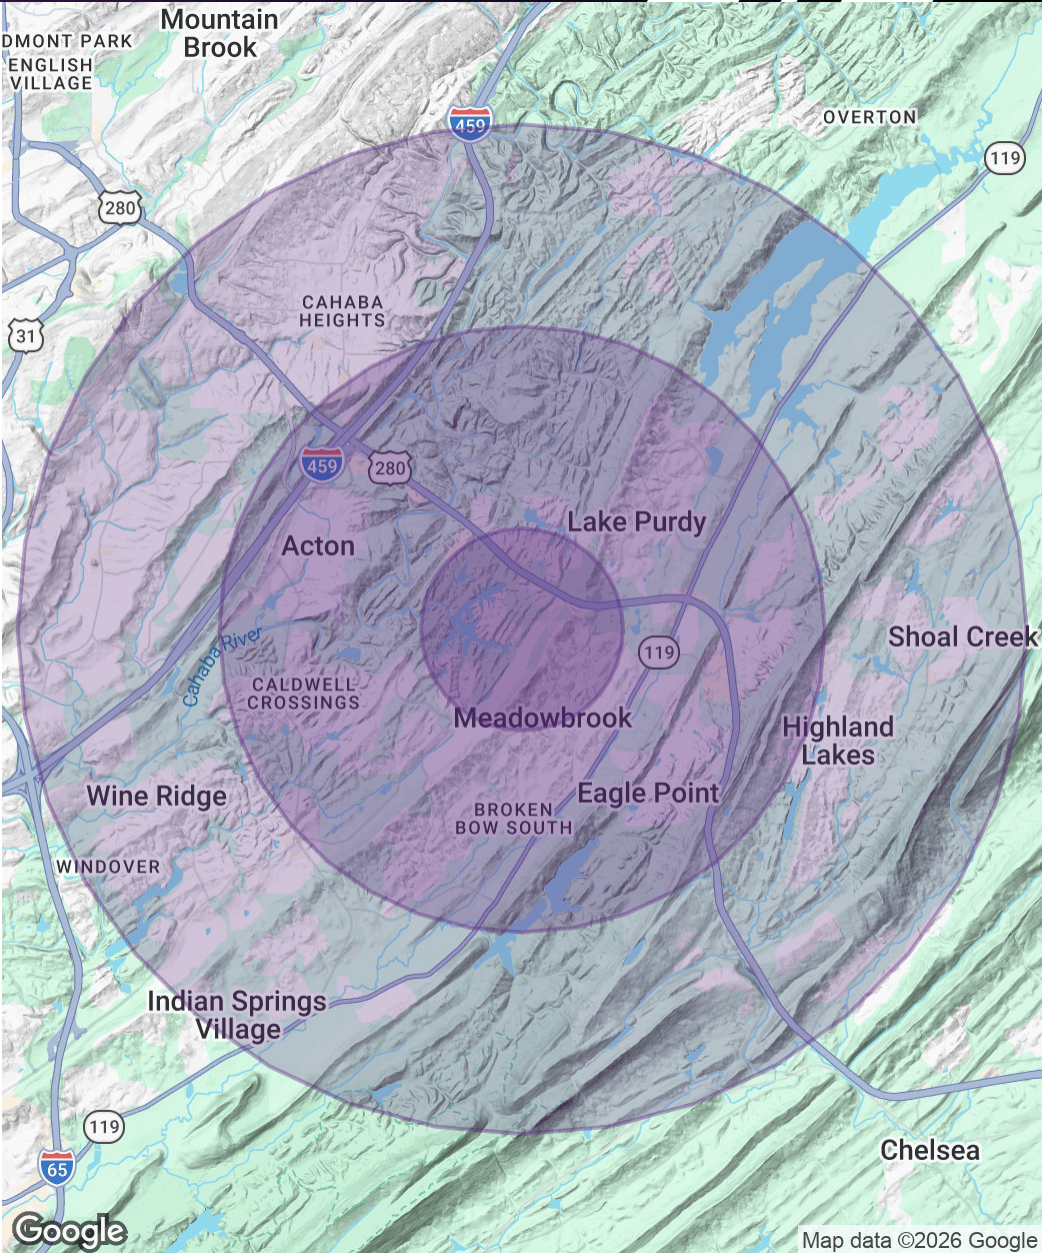 Mountain
Brook
DMONT PARK
ENGLISH
VILLAGE
459
OVERTON
119
280
CAHABA
HEIGHTS
31
459
280
Lake Purdy
Acton
Shoal Creek
Cahaba River
119
CALDWELL
CROSSINGS
Meadowbrook
Highland
Lakes
Wine Ridge
Eagle Point
BROKEN
BOW SOUTH
WINDOVER
Indian Springs
Village
119
65
Chelsea
Google
Map data ©2026 Google